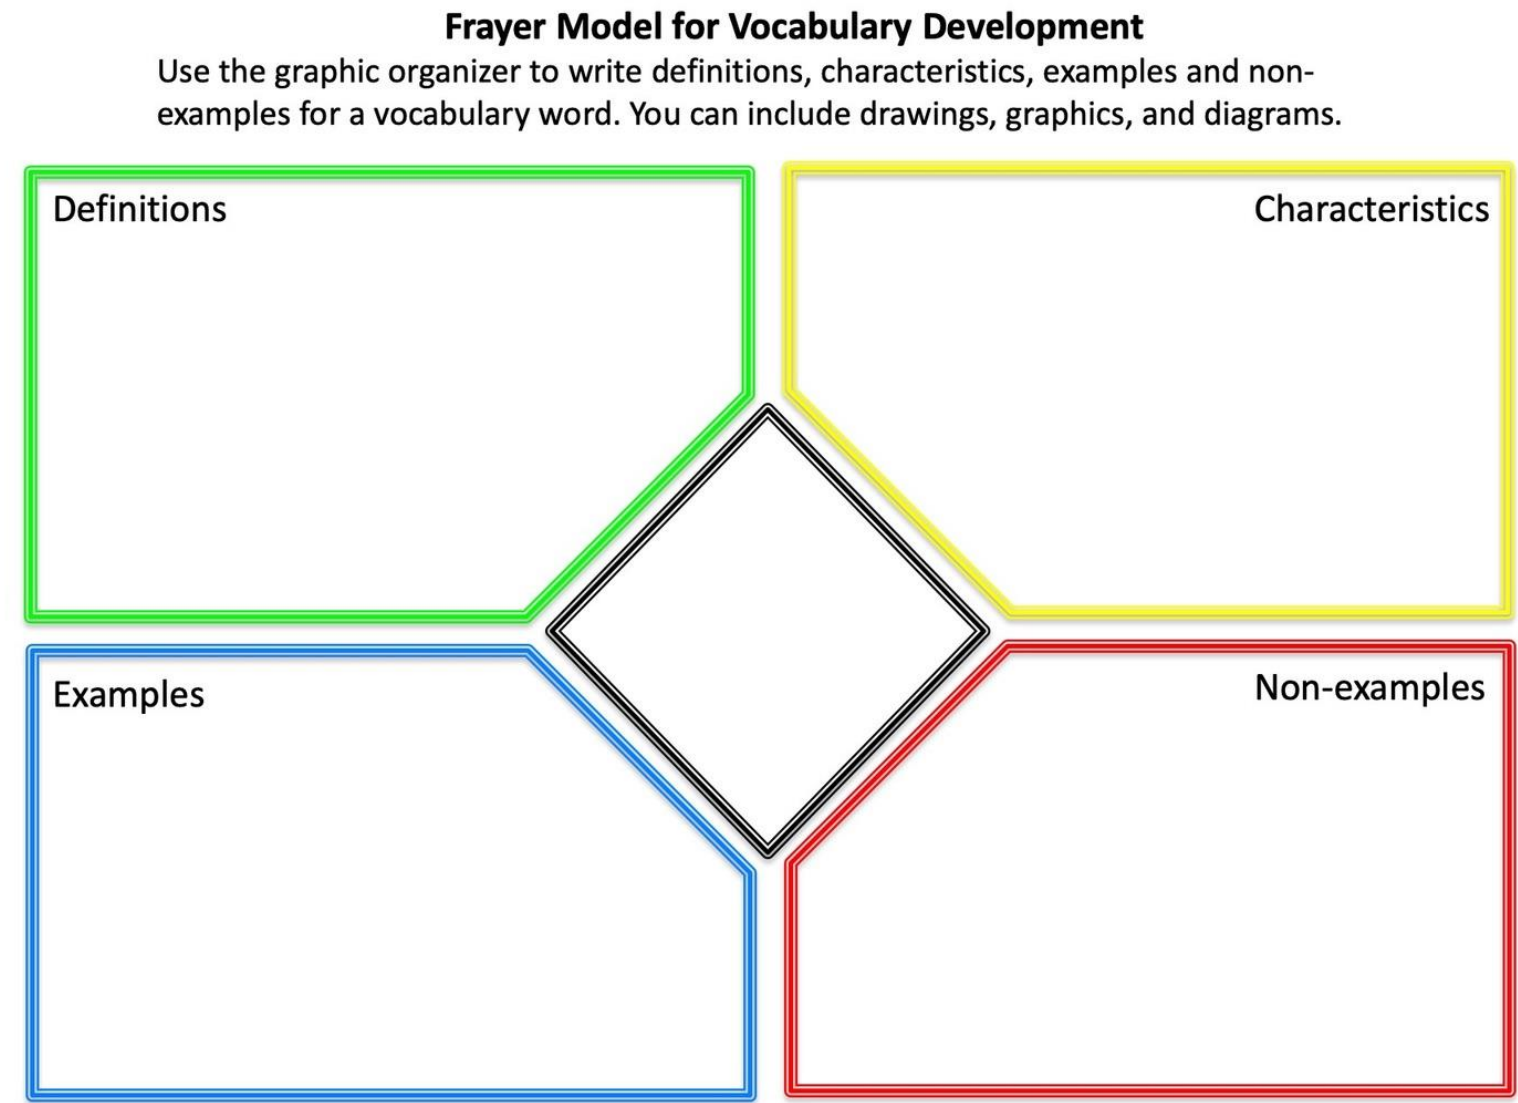 Frayer Model for Vocabulary Development
Use the graphic organizer to write definitions, characteristics, examples and non-
examples for a vocabulary word. You can include drawings, graphics, and diagrams.
Definitions
Characteristics
Examples
Non-examples